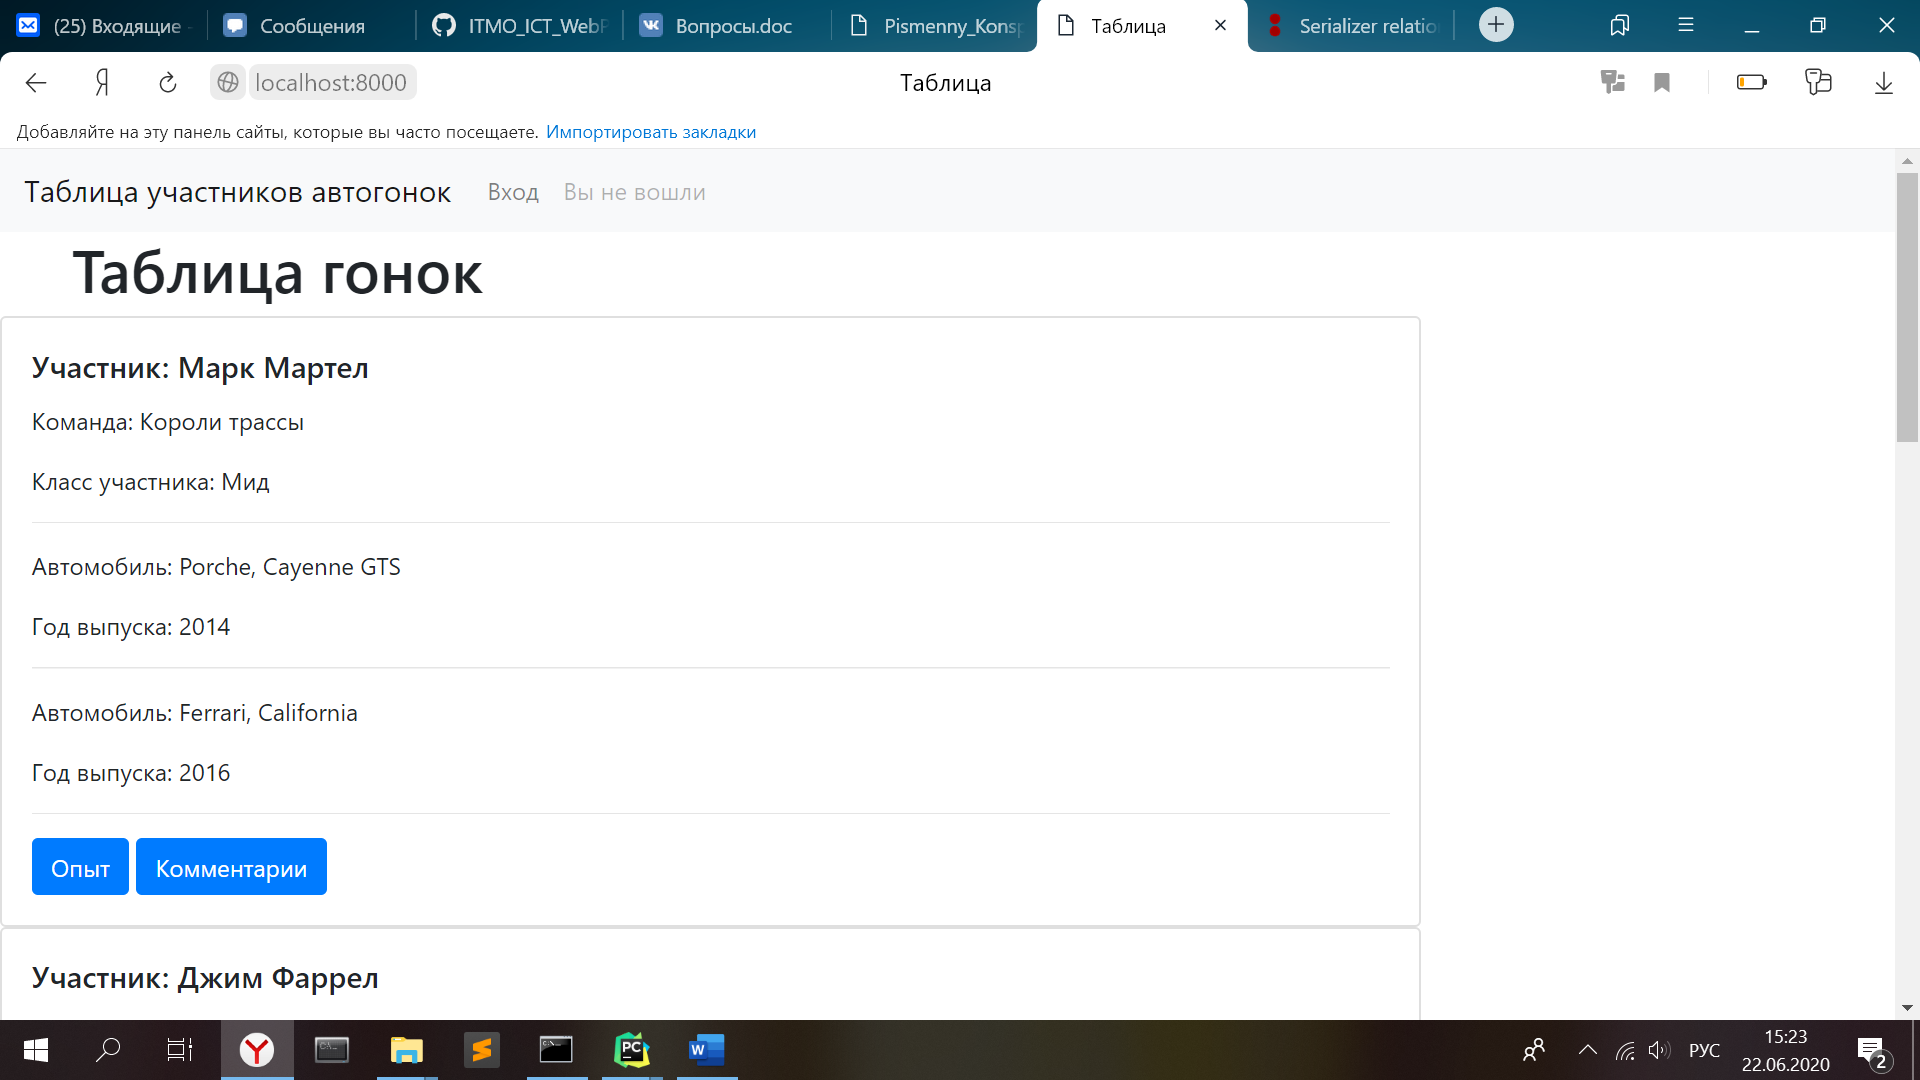 (25) Входящие -
Сообщения
ITMO_ICT_WebP
Вопросы.doc
Pismenny_Konsp
Таблица
Serializer relatio
localhost:8000
Таблица
Добавляйте на эту панель сайты, которые вы часто посещаете. Импортировать закладки
Таблица участников автогонок Вход Вы не вошли
Таблица гонок
Участник: Марк Мартел
Команда: Короли трассы
Класс участника: Мид
Автомобиль: Porche, Cayenne GTS
Год выпуска: 2014
Автомобиль: Ferrari, California
Год выпуска: 2016
Опыт Комментарии
Участник: Джим Фаррел
РУС
15:23
22.06.2020
2